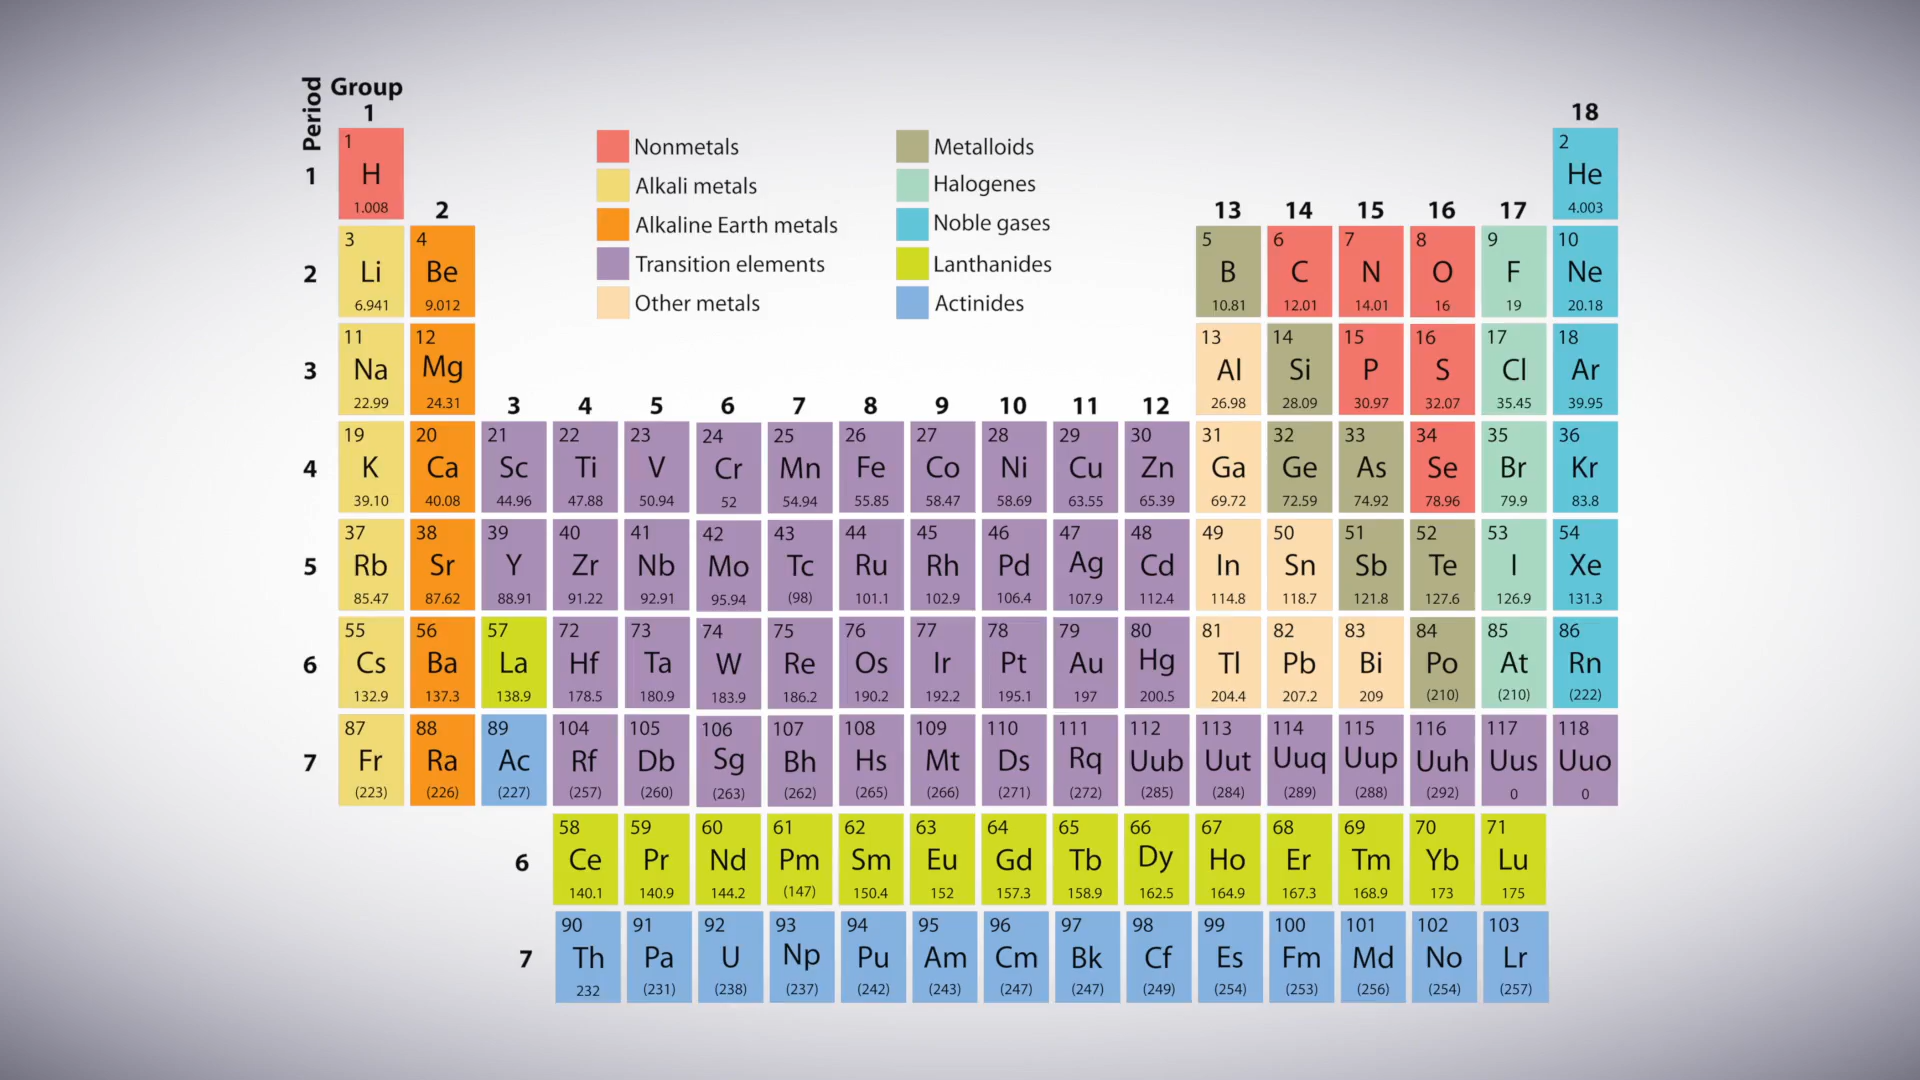 Period
Group
1
18
1 H 1.008
2 He 4.003
Nonmetals
Alkali metals
Alkaline Earth metals
Transition elements
Other metals
Metalloids
Halogenes
Noble gases
Lanthanides
Actinides
1
2
13 14 15 16 17
2
3 4 5 6 7 8 9 10
Li Be B C N O F Ne
6.941 9.012 10.81 12.01 14.01 16 19 20.18
3
11 12 13 14 15 16 17 18
Na Mg Al Si P S Cl Ar
22.99 24.31 26.98 28.09 30.97 32.07 35.45 39.95
3 4 5 6 7 8 9 10 11 12
4
19 20 21 22 23 24 25 26 27 28 29 30 31 32 33 34 35 36
K Ca Sc Ti V Cr Mn Fe Co Ni Cu Zn Ga Ge As Se Br Kr
39.10 40.08 44.96 47.88 50.94 52 54.94 55.85 58.47 58.69 63.55 65.39 69.72 72.59 74.92 78.96 79.9 83.8
5
37 38 39 40 41 42 43 44 45 46 47 48 49 50 51 52 53 54
Rb Sr Y Zr Nb Mo Tc Ru Rh Pd Ag Cd In Sn Sb Te I Xe
85.47 87.62 88.91 91.22 92.91 95.94 (98) 101.1 102.9 106.4 107.9 112.4 114.8 118.7 121.8 127.6 126.9 131.3
6
55 56 57 72 73 74 75 76 77 78 79 80 81 82 83 84 85 86
Cs Ba La Hf Ta W Re Os Ir Pt Au Hg Tl Pb Bi Po At Rn
132.9 137.3 138.9 178.5 180.9 183.9 186.2 190.2 192.2 195.1 197 200.5 204.4 207.2 209 (210) (210) (222)
7
87 88 89 104 105 106 107 108 109 110 111 112 113 114 115 116 117 118
Fr Ra Ac Rf Db Sg Bh Hs Mt Ds Rq Uub Uut Uuq Uup Uuh Uus Uuo
(223) (226) (227) (257) (260) (263) (262) (265) (266) (271) (272) (285) (284) (289) (288) (292) 0 0
6
58 59 60 61 62 63 64 65 66 67 68 69 70 71
Ce Pr Nd Pm Sm Eu Gd Tb Dy Ho Er Tm Yb Lu
140.1 140.9 144.2 (147) 150.4 152 157.3 158.9 162.5 164.9 167.3 168.9 173 175
7
90 91 92 93 94 95 96 97 98 99 100 101 102 103
Th Pa U Np Pu Am Cm Bk Cf Es Fm Md No Lr
232 (231) (238) (237) (242) (243) (247) (247) (249) (254) (253) (256) (254) (257)